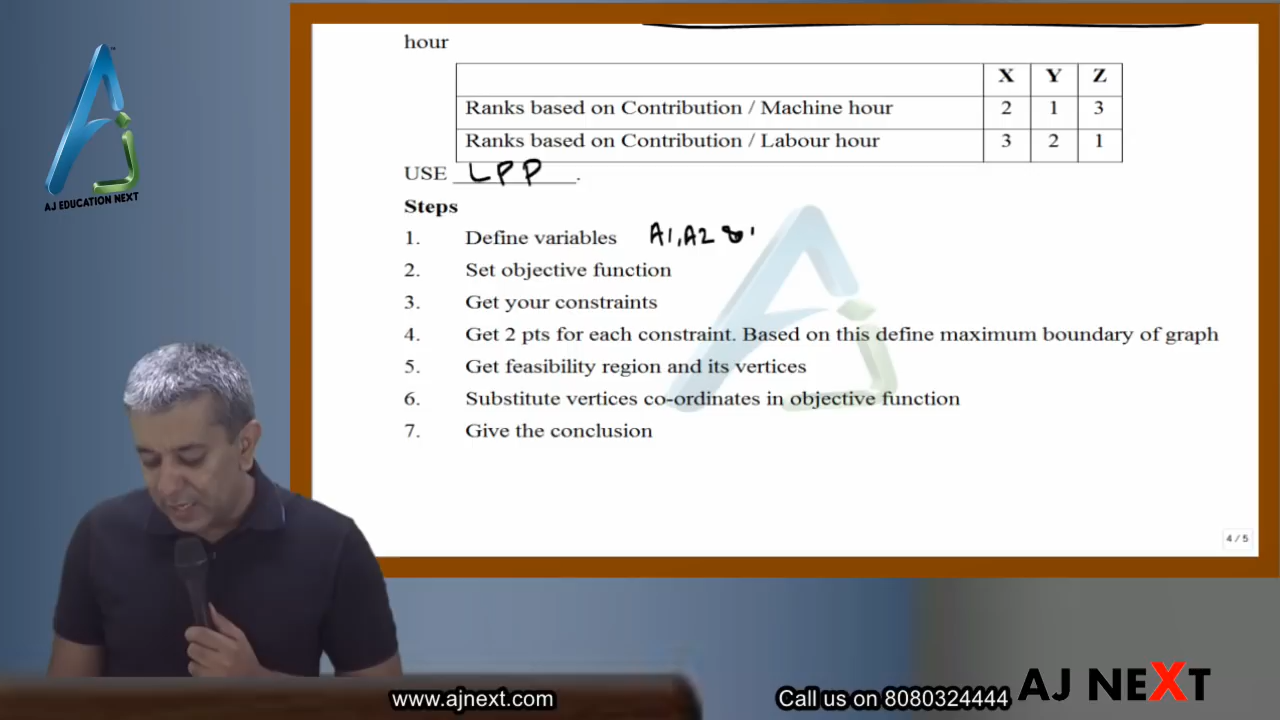 hour
X Y Z
Ranks based on Contribution / Machine hour 2 1 3
Ranks based on Contribution / Labour hour 3 2 1
USE LPP.
Steps
1. Define variables A1, A2
2. Set objective function
3. Get your constraints
4. Get 2 pts for each constraint. Based on this define maximum boundary of graph
5. Get feasibility region and its vertices
6. Substitute vertices co-ordinates in objective function
7. Give the conclusion
4 / 5
AJ EDUCATION NEXT
www.ajnext.com
Call us on 8080324444
AJ NEXT